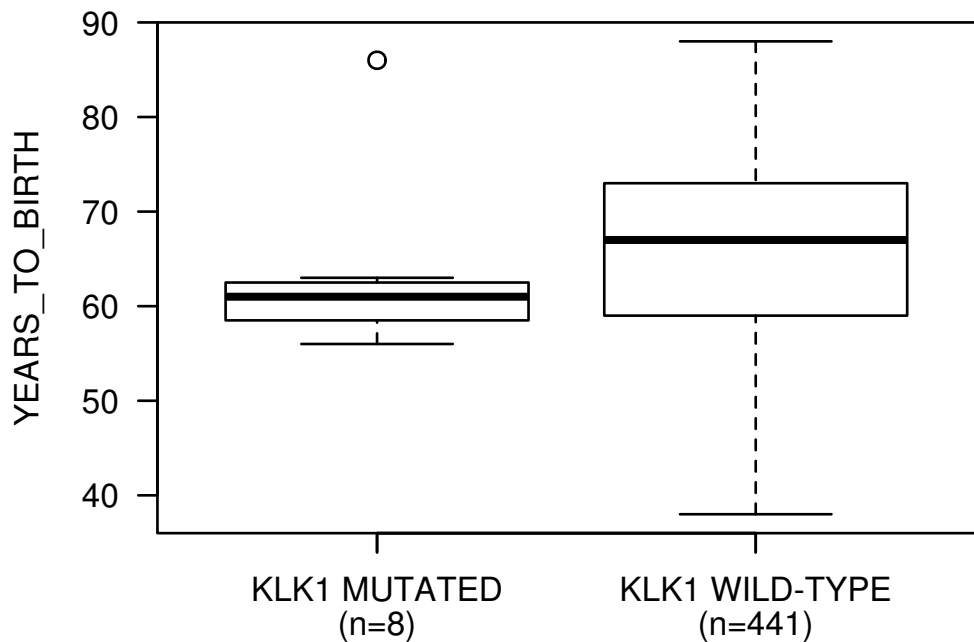 YEARS_TO_BIRTH
90
80
70
60
50
40
KLK1 MUTATED
(n=8)
KLK1 WILD-TYPE
(n=441)